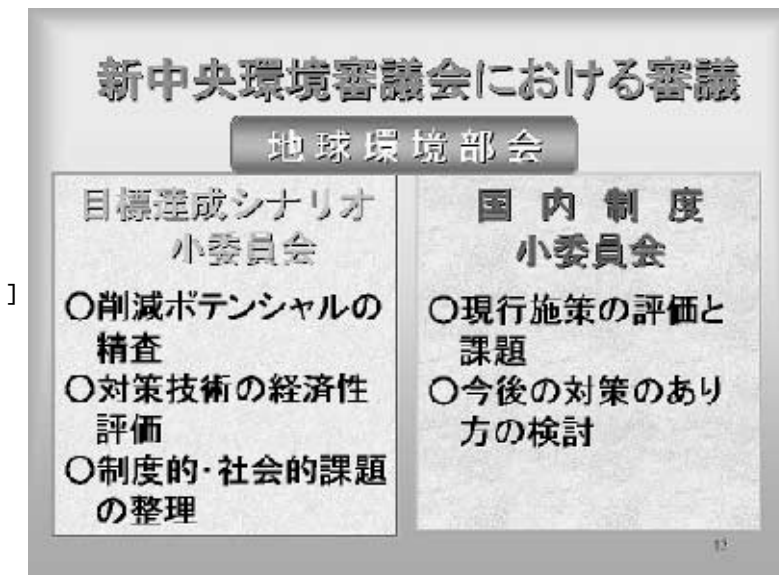 新中央環境審議会における審議
地球環境部会
目標達成シナリオ
小委員会
○削減ポテンシャルの
精査
○対策技術の経済性
評価
○制度的・社会的課題
の整理
国内制度
小委員会
○現行施策の評価と
課題
○今後の対策のあり
方の検討
]